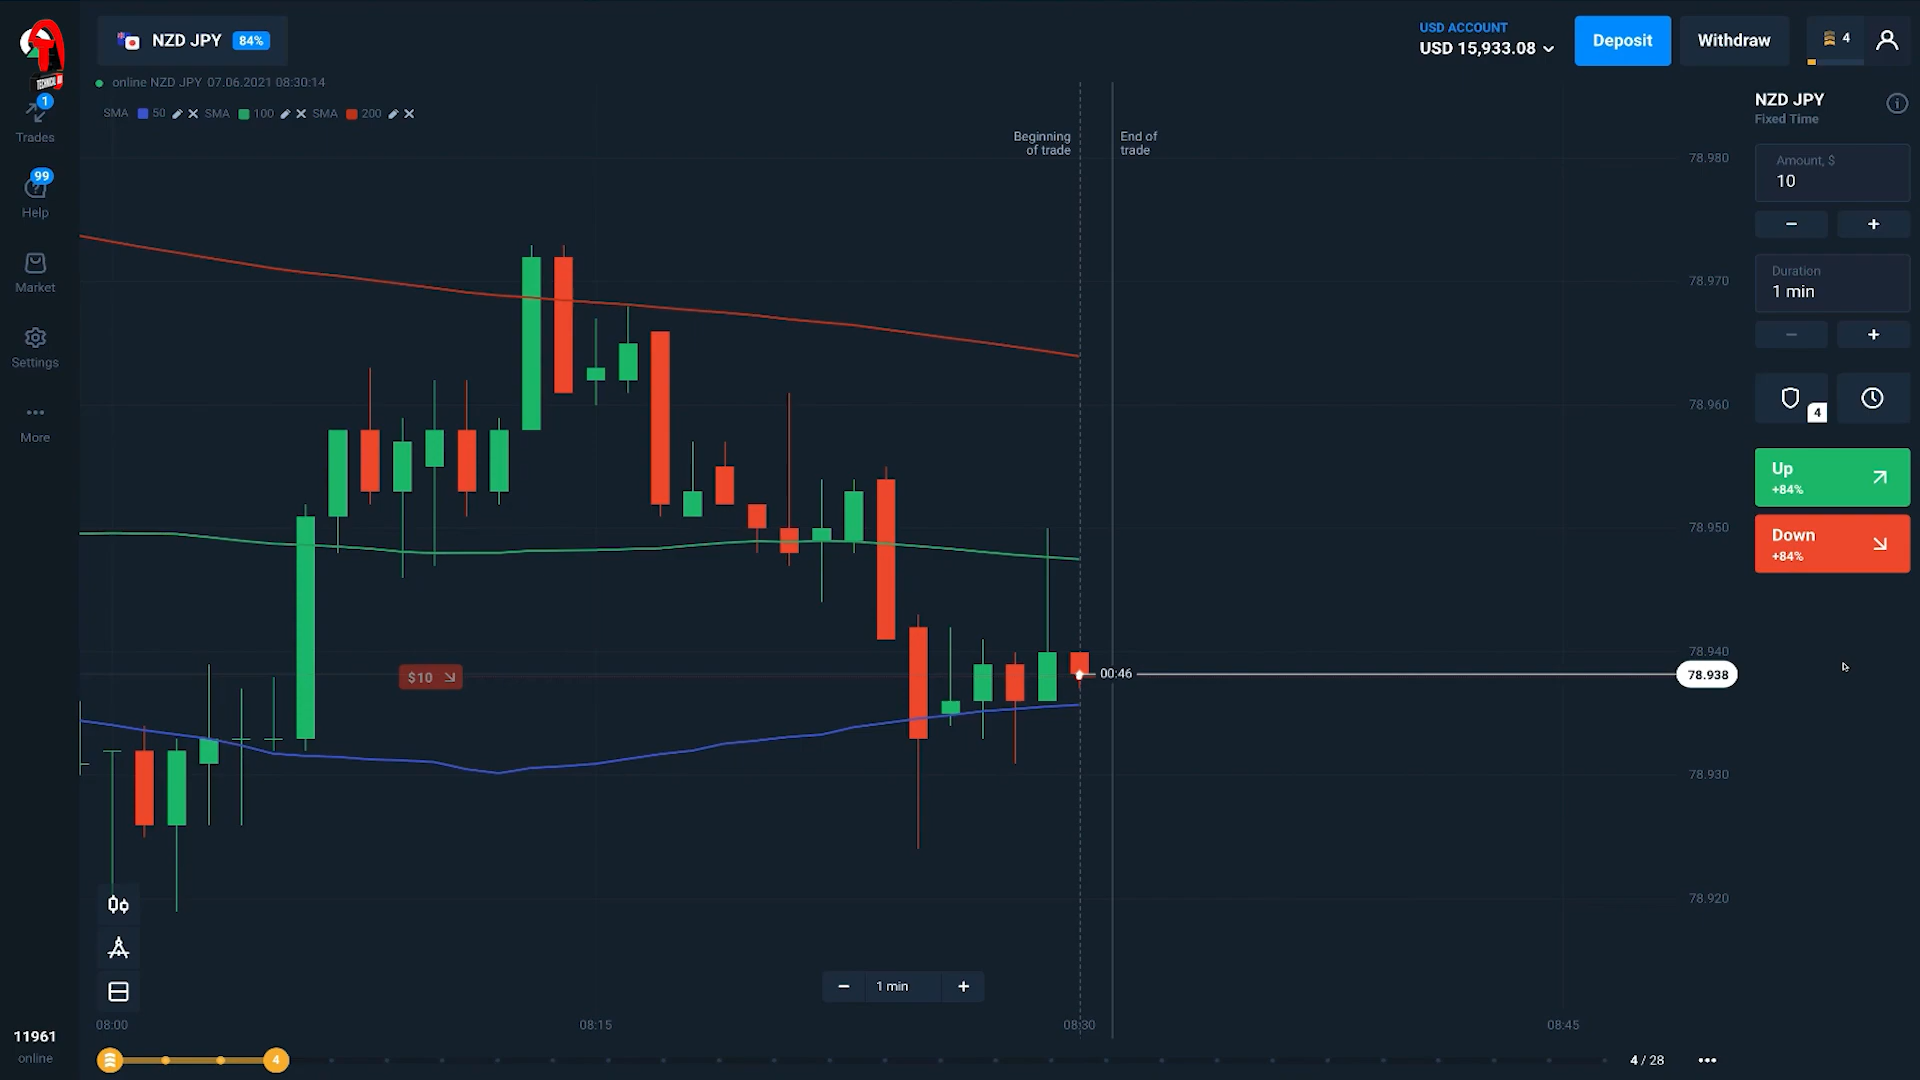 NZD JPY 84%
USD ACCOUNT
USD 15,933.08
Deposit
Withdraw
4
online NZD JPY 07.06.2021 08:30:14
SMA 50 SMA 100 SMA 200
1
Trades
99
Help
Market
Settings
More
11961
online
Beginning
of trade
End of
trade
78.980
78.970
78.960
78.950
78.940
78.938
78.930
78.920
$10
00:46
1 min
08:00
08:15
08:30
08:45
4
4 / 28
NZD JPY
Fixed Time
Amount, $
10
Duration
1 min
4
Up
+84%
Down
+84%